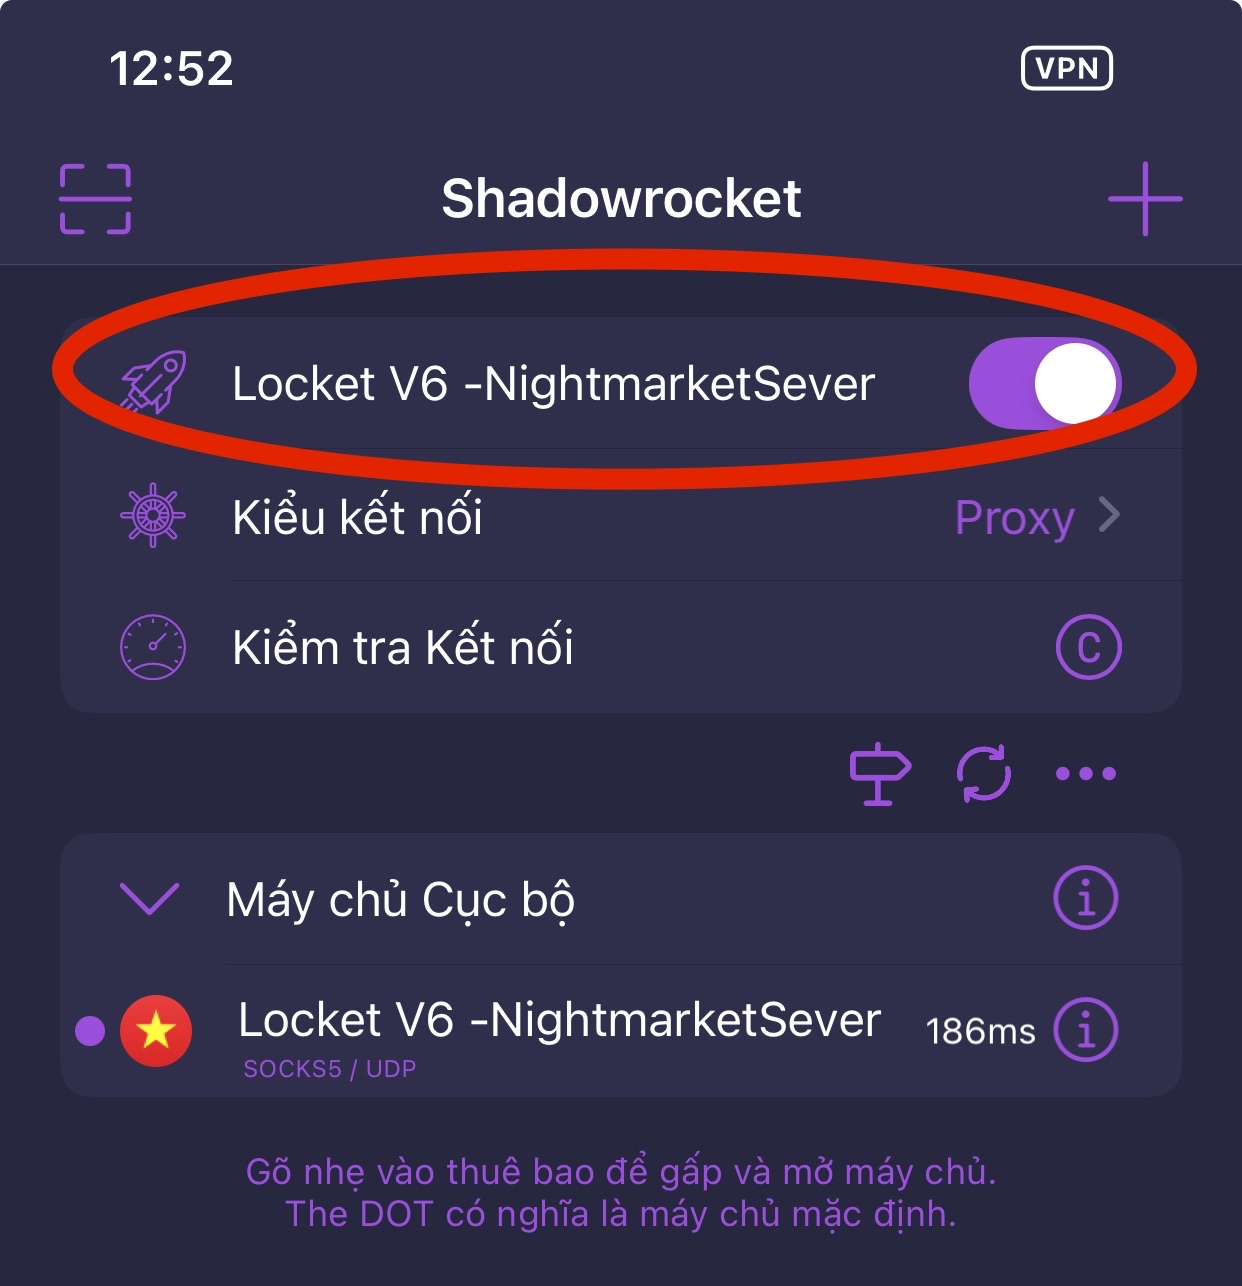 12:52
VPN
Shadowrocket
Locket V6 -NightmarketSever
Kiểu kết nối
Proxy
Kiểm tra Kết nối
C
Máy chủ Cục bộ
i
Locket V6 -NightmarketSever
186ms
i
SOCKS5 / UDP
Gõ nhẹ vào thuê bao để gấp và mở máy chủ.
The DOT có nghĩa là máy chủ mặc định.